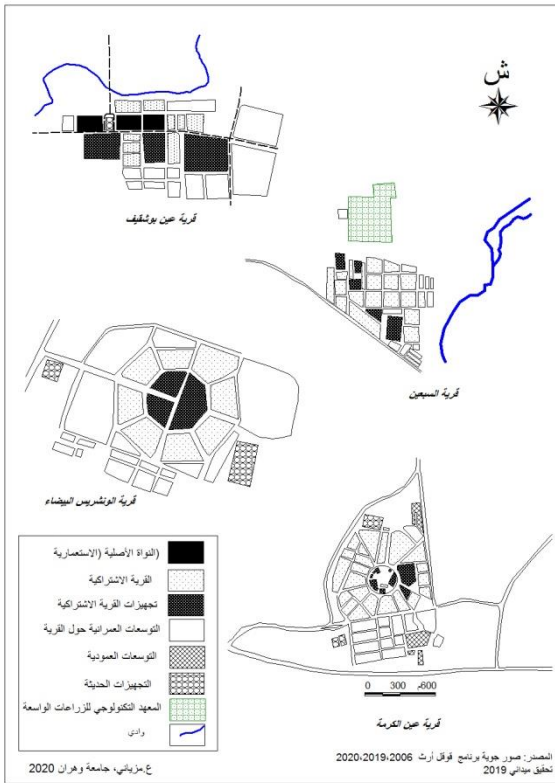 ش
قرية عين بوشقيف
قرية السبعين
قرية الونشريس البيضاء
النواة الأصلية (الاستعمارية)
القرية الاشتراكية
تجهيزات القرية الاشتراكية
التوسعات العمرانية حول القرية
التوسعات العمودية
التجهيزات الحديثة
المعهد التكنولوجي للزراعات الواسعة
وادي
0 300 600
قرية عين الكرمة
المصدر: صور جوية برنامج قوقل أرث 2006،2019،2020
تحقيق ميداني 2019
ع.مزياني، جامعة وهران 2020